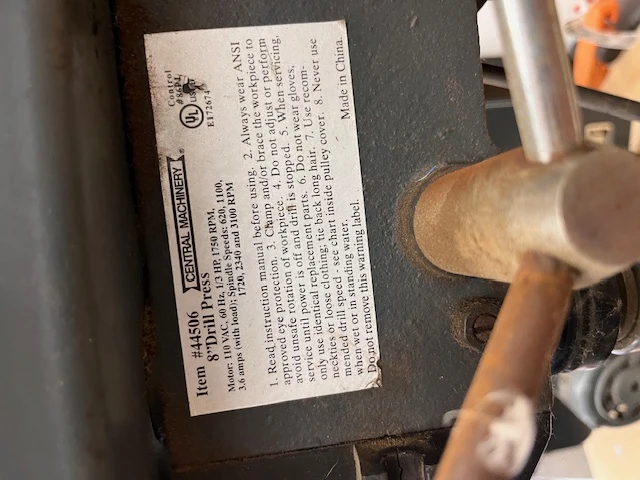 Item #44506
8"Drill Press
CENTRAL MACHINERY®
Motor: 110 VAC, 60 Hz, 1/3 HP, 1750 RPM,
3.6 amps (with load): Spindle Speeds: 620, 1100,
1720, 2340 and 3100 RPM
UL
Control
E172674
1. Read instruction manual before using. 2. Always wear ANSI
approved eye protection. 3. Clamp and/or brace the workpiece to
avoid unsafe rotation of workpiece. 4. Do not adjust or perform
service until power is off and drill is stopped. 5. When servicing,
only use identical replacement parts. 6. Do not wear gloves,
neckties or loose clothing; tie back long hair. 7. Use recom-
mended drill speed - see chart inside pulley cover. 8. Never use
when wet or in standing water.
Do not remove this warning label.
Made in China.